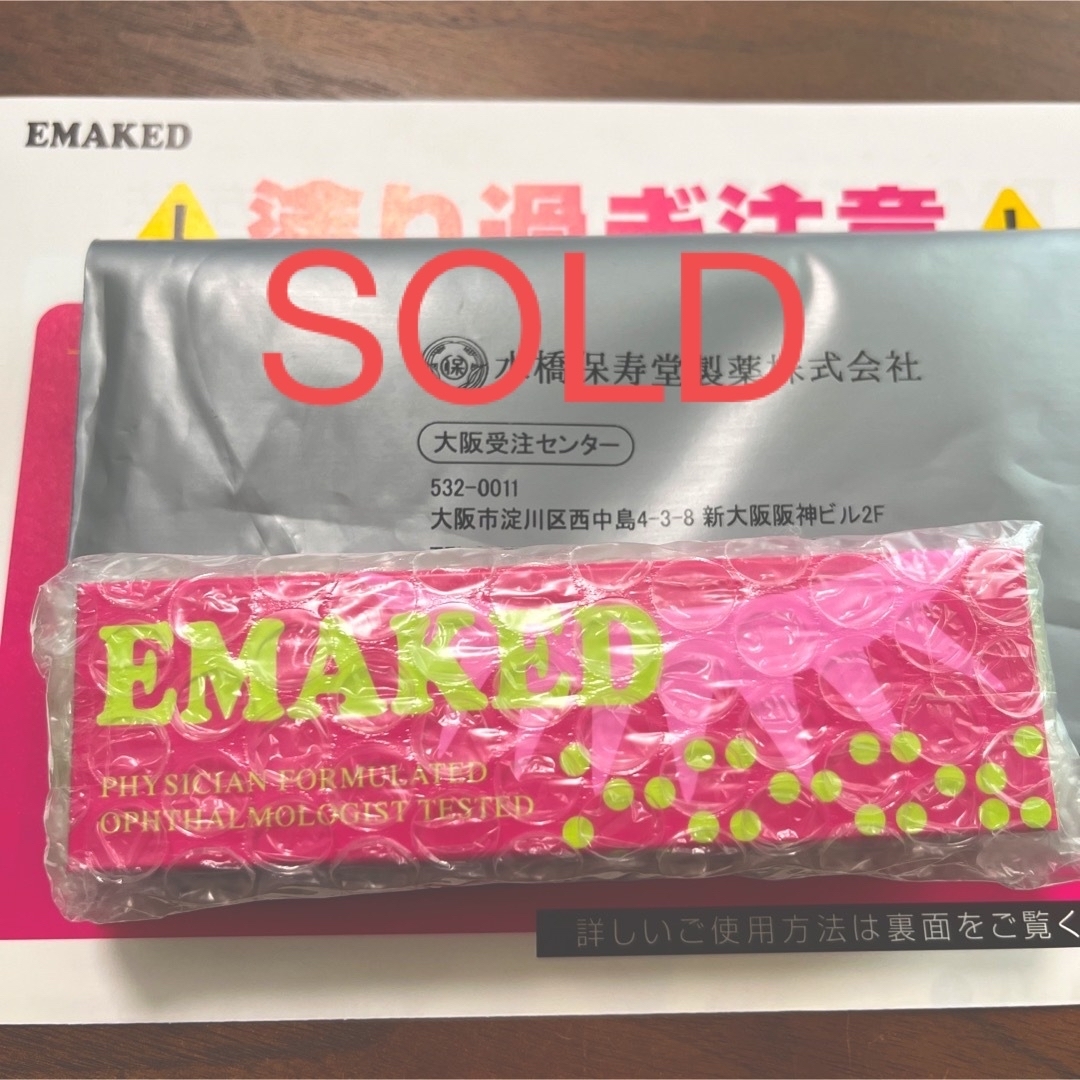 EMAKED
塗り過ぎ注意
SOLD
保 水橋保寿堂製薬株式会社
大阪受注センター
532-0011
大阪市淀川区西中島4-3-8 新大阪阪神ビル2F
EMAKED
PHYSICIAN FORMULATED
OPHTHALMOLOGIST TESTED
詳しいご使用方法は裏面をご覧く